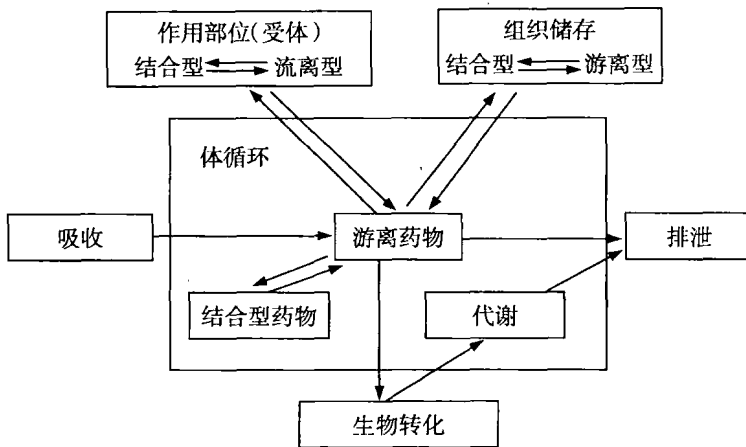 作用部位(受体)
结合型 流离型
组织储存
结合型 游离型
体循环
吸收
游离药物
排泄
结合型药物
代谢
生物转化